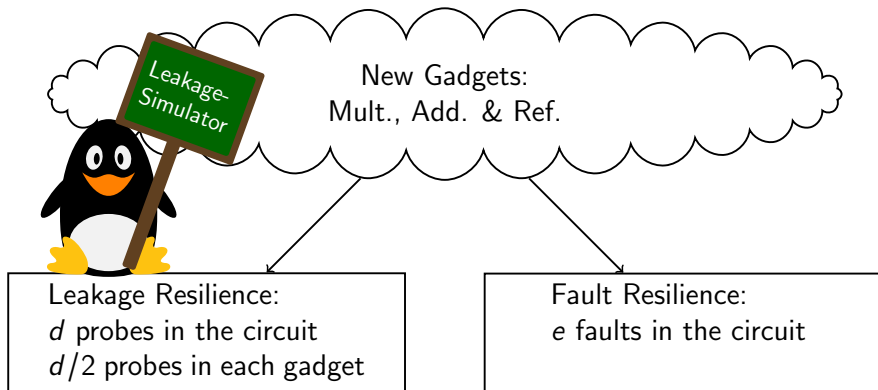 New Gadgets:
Mult., Add. & Ref.
Leakage-
Simulator
Leakage Resilience:
d probes in the circuit
d/2 probes in each gadget
Fault Resilience:
e faults in the circuit